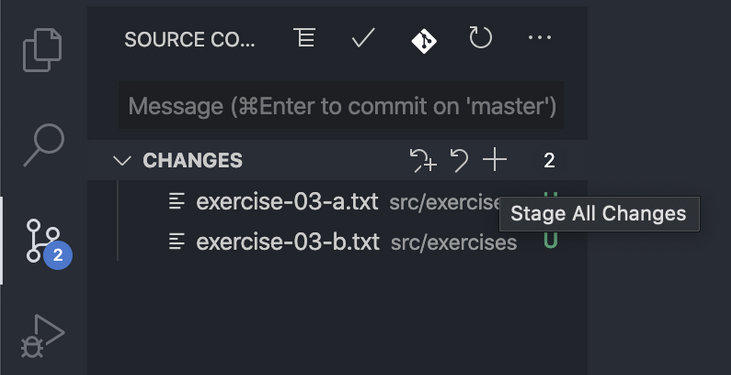 SOURCE CO...
Message (⌘Enter to commit on 'master')
CHANGES 2
exercise-03-a.txt src/exercise
Stage All Changes
exercise-03-b.txt src/exercises U
2